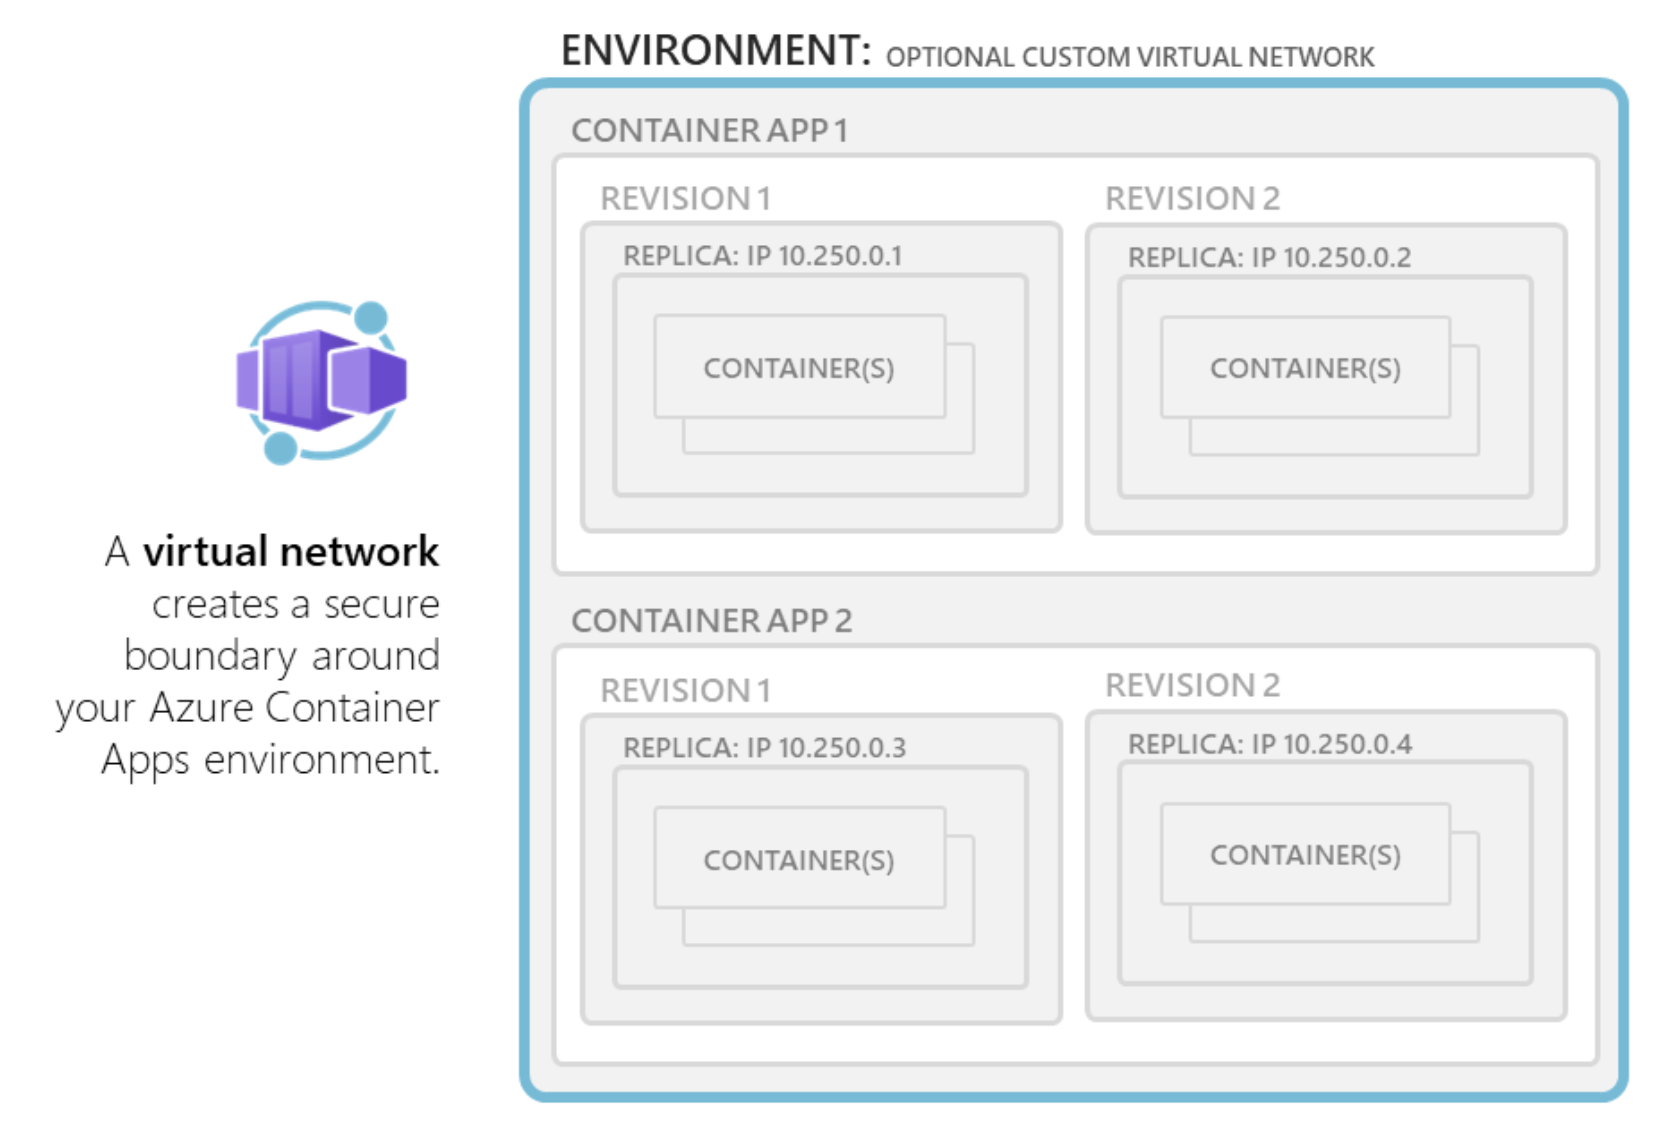 ENVIRONMENT: OPTIONAL CUSTOM VIRTUAL NETWORK
CONTAINER APP 1
REVISION 1
REPLICA: IP 10.250.0.1
CONTAINER(S)
REVISION 2
REPLICA: IP 10.250.0.2
CONTAINER(S)
CONTAINER APP 2
REVISION 1
REPLICA: IP 10.250.0.3
CONTAINER(S)
REVISION 2
REPLICA: IP 10.250.0.4
CONTAINER(S)
A virtual network
creates a secure
boundary around
your Azure Container
Apps environment.